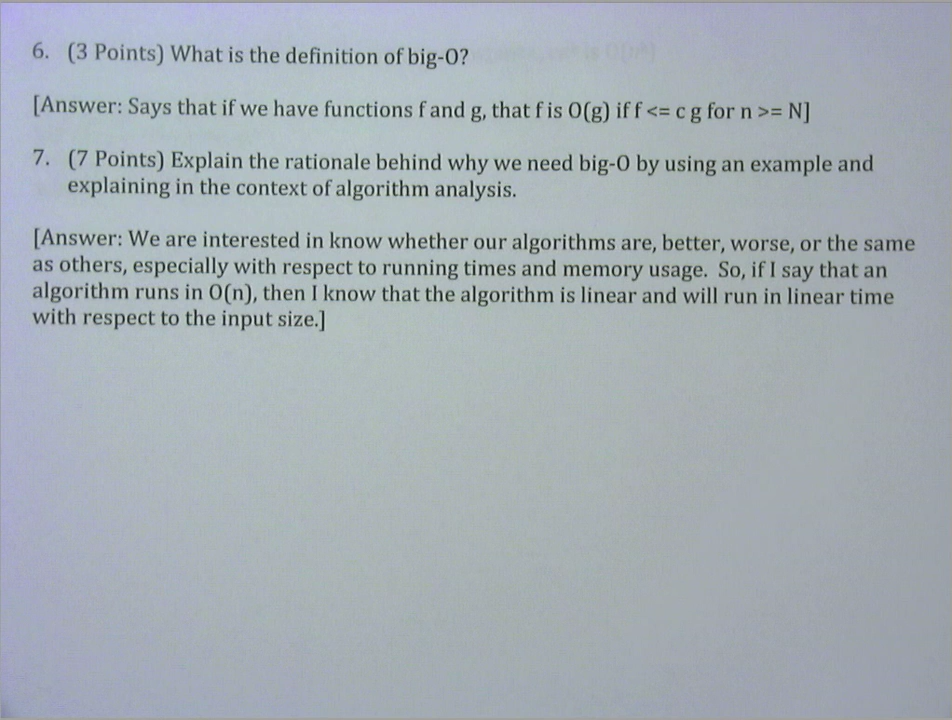 6. (3 Points) What is the definition of big-O?
[Answer: Says that if we have functions f and g, that f is O(g) if f <= c g for n >= N]
7. (7 Points) Explain the rationale behind why we need big-O by using an example and
explaining in the context of algorithm analysis.
[Answer: We are interested in know whether our algorithms are, better, worse, or the same
as others, especially with respect to running times and memory usage. So, if I say that an
algorithm runs in O(n), then I know that the algorithm is linear and will run in linear time
with respect to the input size.]